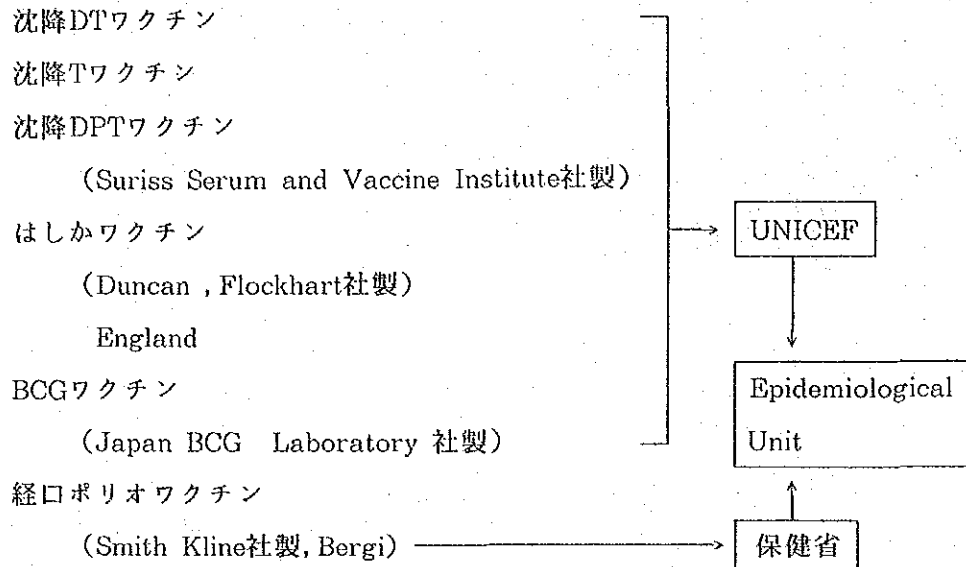 沈降DTワクチン
沈降Tワクチン
沈降DPTワクチン
(Suriss Serum and Vaccine Institute社製)
はしかワクチン
(Duncan , Flockhart社製)
England
BCGワクチン
(Japan BCG Laboratory 社製)
経口ポリオワクチン
(Smith Kline社製, Bergi)
UNICEF
Epidemiological
Unit
保健省